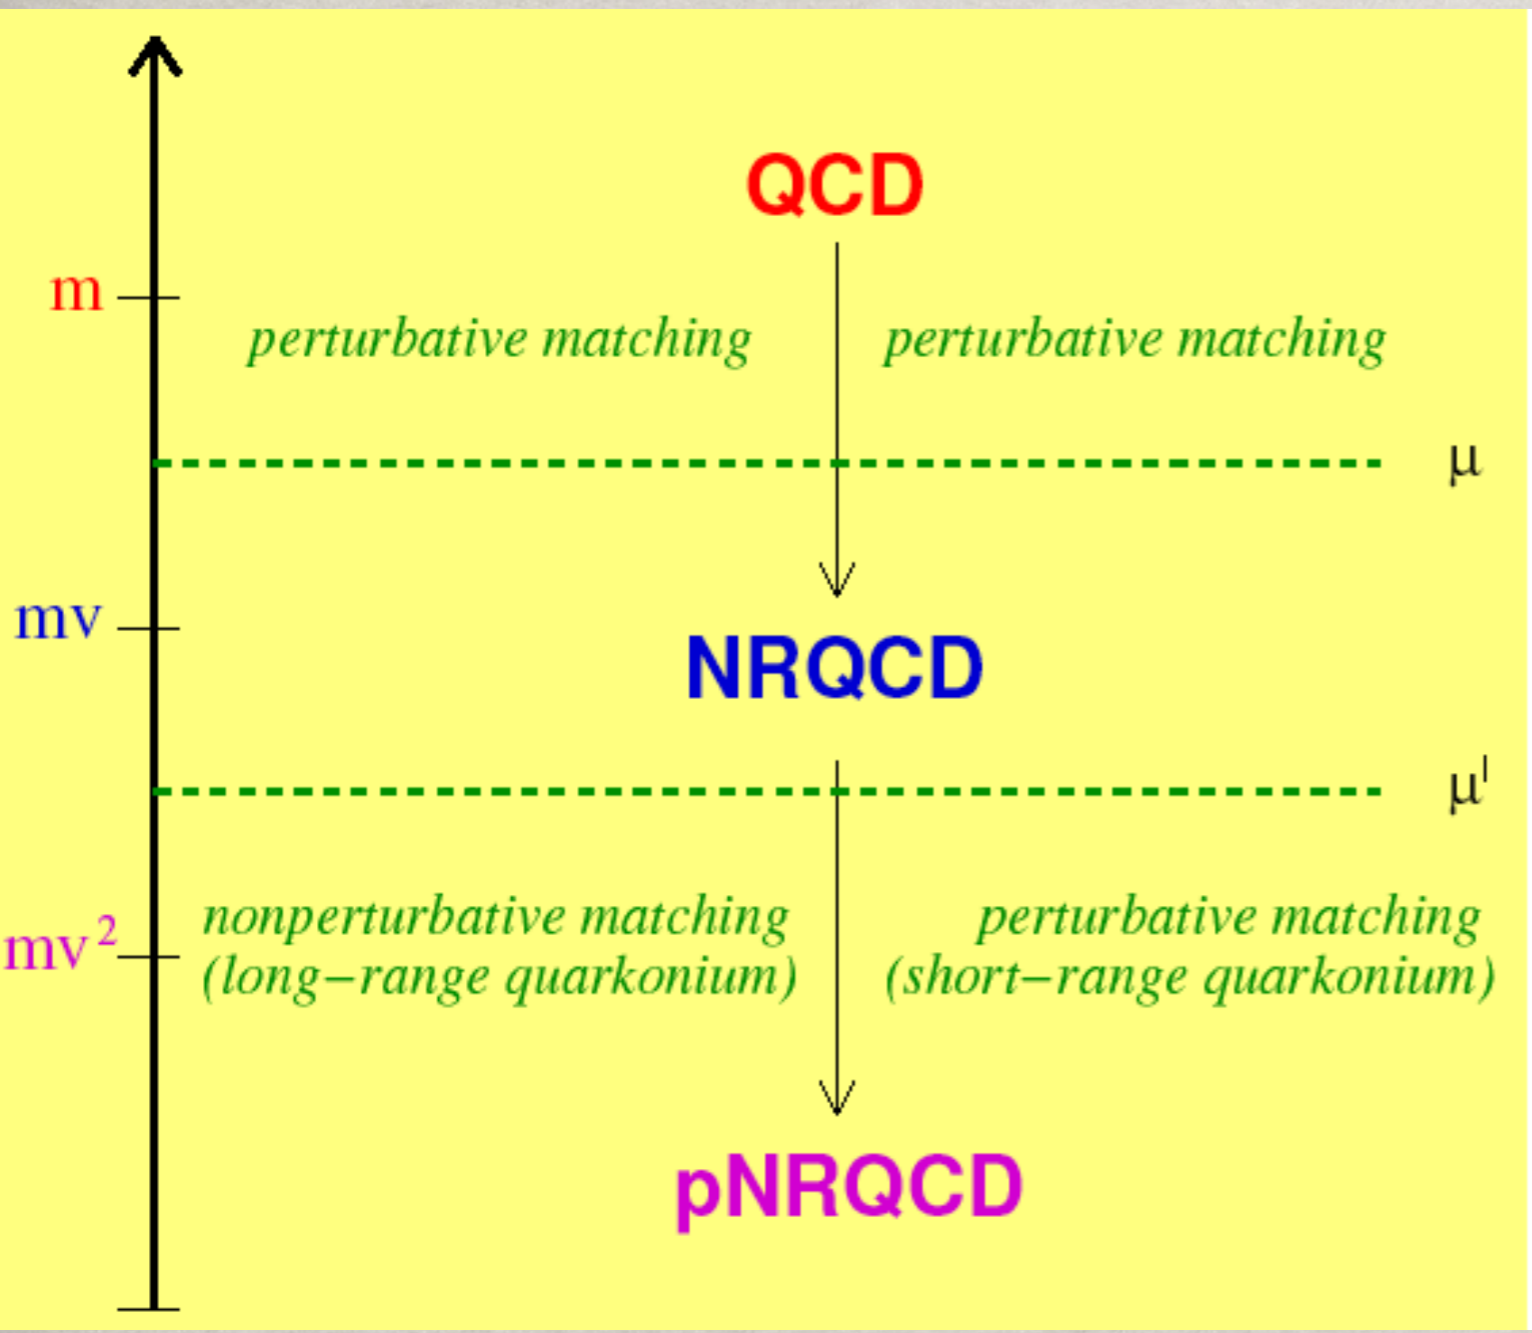 QCD
m
perturbative matching perturbative matching
μ
mv
NRQCD
μ'
nonperturbative matching perturbative matching
mv²
(long−range quarkonium) (short−range quarkonium)
pNRQCD